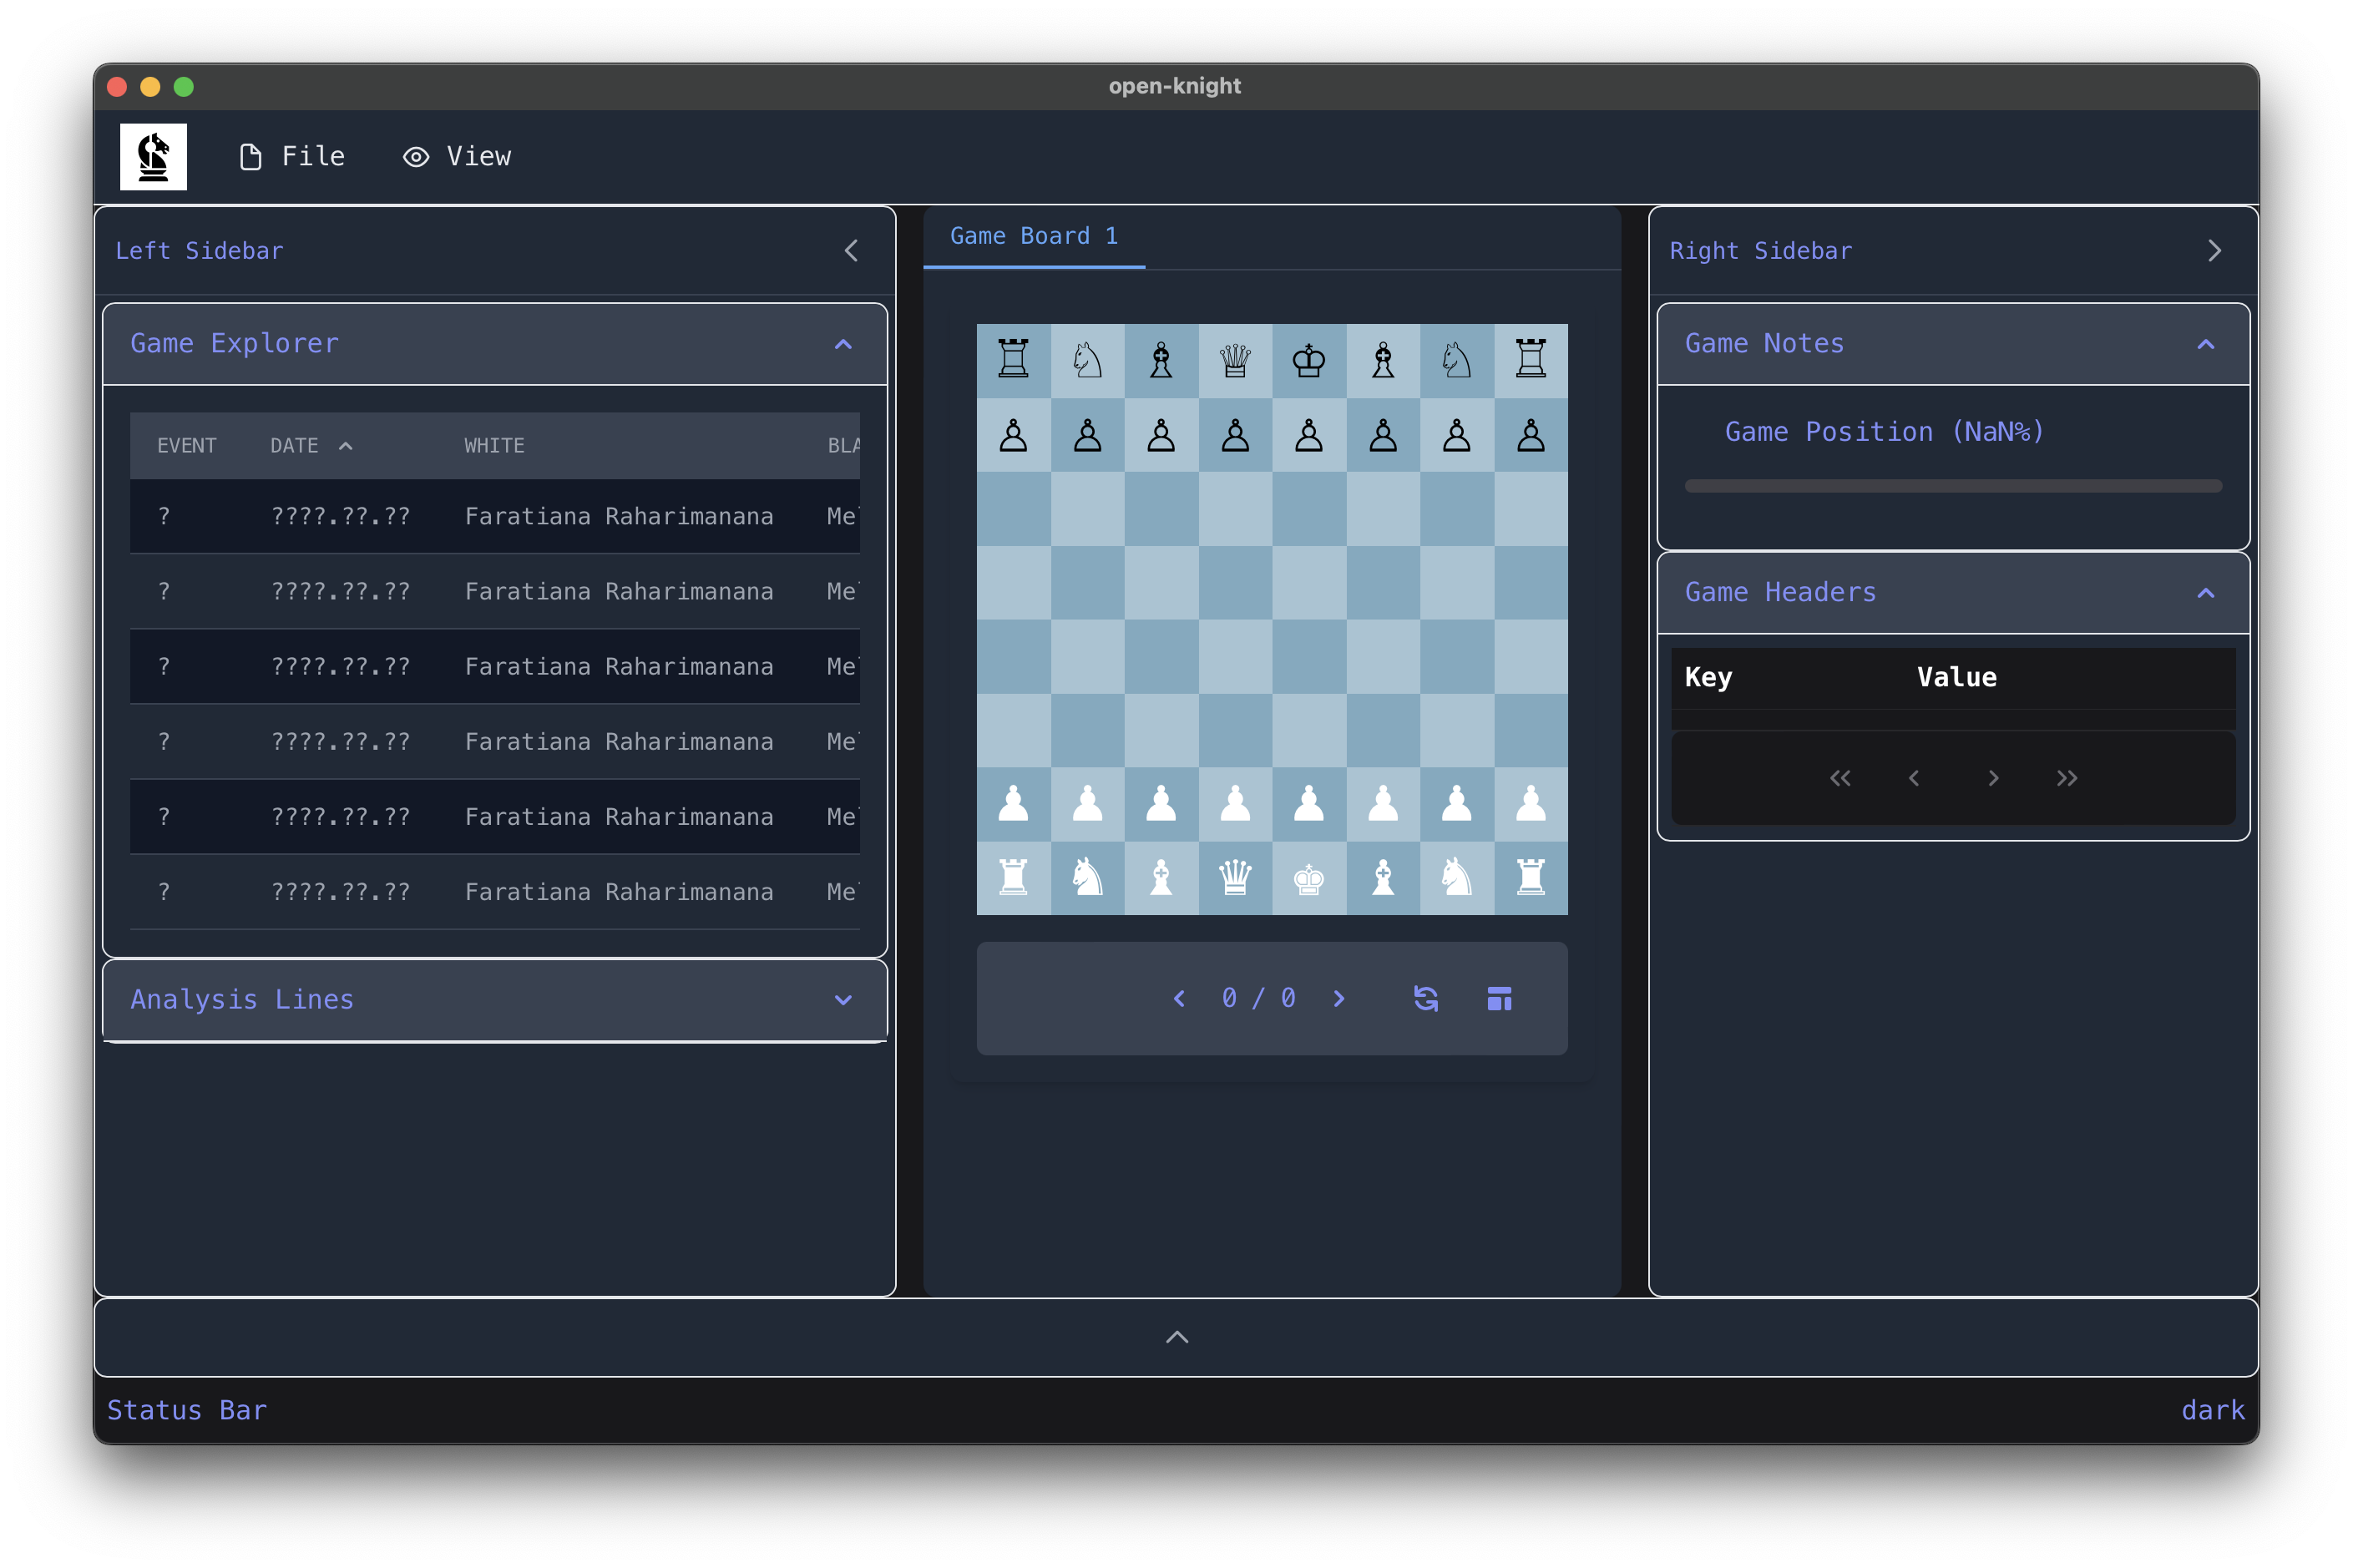 open-knight
File View
Left Sidebar
Game Explorer
EVENT DATE WHITE BLA
? ????.??.?? Faratiana Raharimanana Me
? ????.??.?? Faratiana Raharimanana Me
? ????.??.?? Faratiana Raharimanana Me
? ????.??.?? Faratiana Raharimanana Me
? ????.??.?? Faratiana Raharimanana Me
? ????.??.?? Faratiana Raharimanana Me
Analysis Lines
Game Board 1
0 / 0
Right Sidebar
Game Notes
Game Position (NaN%)
Game Headers
Key Value
Status Bar
dark